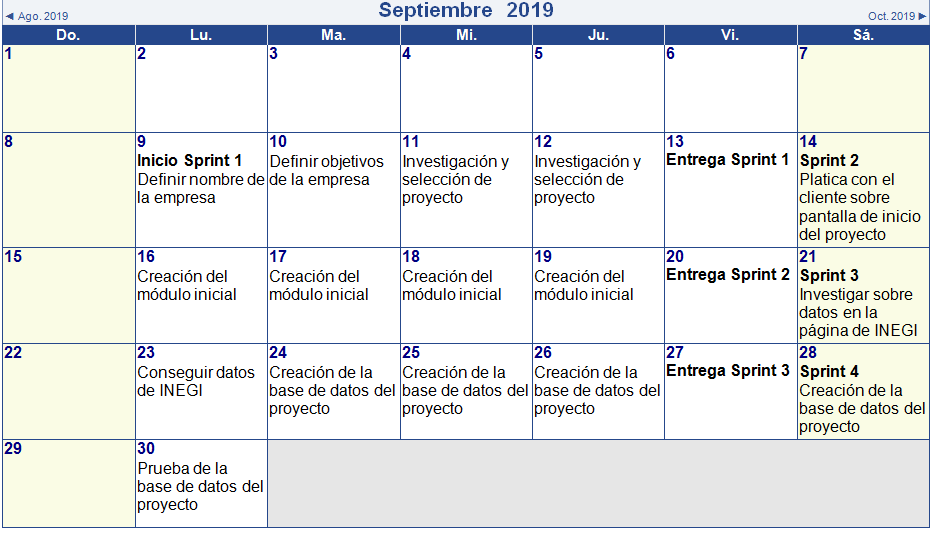 Septiembre 2019
◄ Ago. 2019
Oct. 2019 ►
Do. Lu. Ma. Mi. Ju. Vi. Sá.
1
2
3
4
5
6
7
8
9
Inicio Sprint 1
Definir nombre de
la empresa
10
Definir objetivos
de la empresa
11
Investigación y
selección de
proyecto
12
Investigación y
selección de
proyecto
13
Entrega Sprint 1
14
Sprint 2
Platica con el
cliente sobre
pantalla de inicio
del proyecto
15
16
Creación del
módulo inicial
17
Creación del
módulo inicial
18
Creación del
módulo inicial
19
Creación del
módulo inicial
20
Entrega Sprint 2
21
Sprint 3
Investigar sobre
datos en la
página de INEGI
22
23
Conseguir datos
de INEGI
24
Creación de la
base de datos del
proyecto
25
Creación de la
base de datos del
proyecto
26
Creación de la
base de datos del
proyecto
27
Entrega Sprint 3
28
Sprint 4
Creación de la
base de datos del
proyecto
29
30
Prueba de la
base de datos del
proyecto